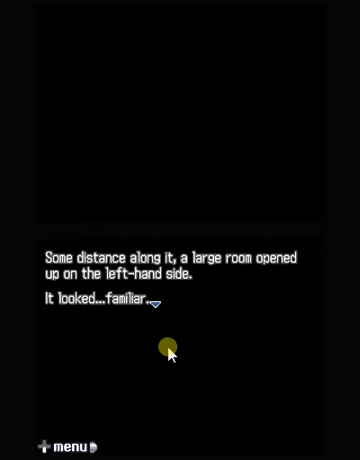 Some distance along it, a large room opened
up on the left-hand side.
It looked...familiar.
menu